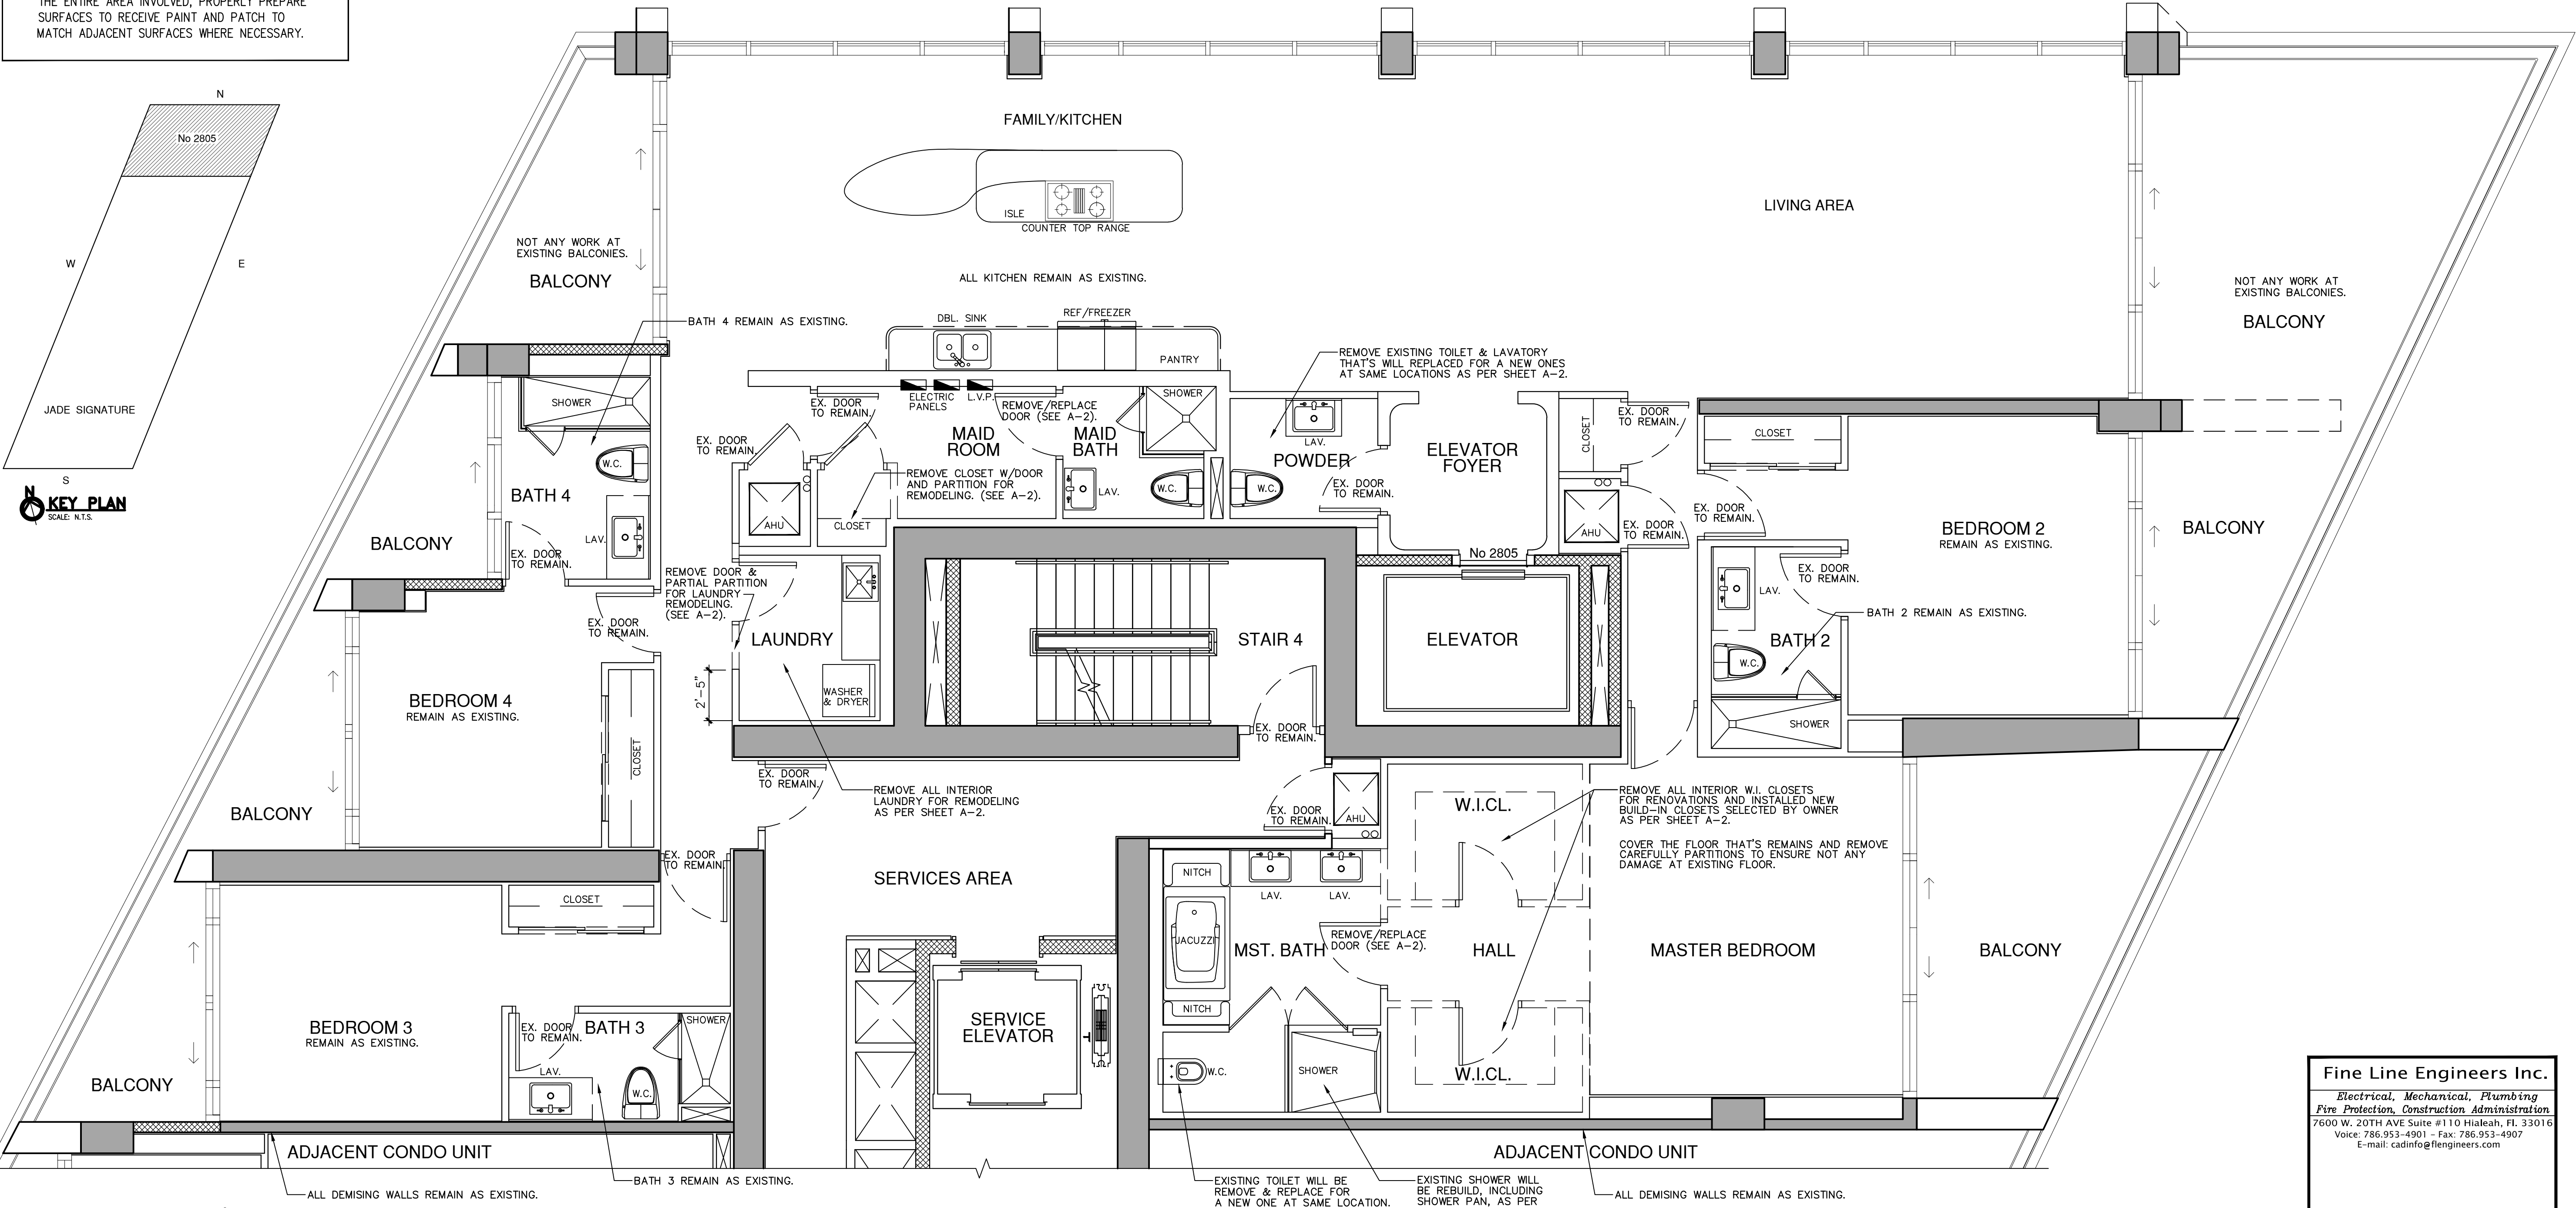 THE ENTIRE AREA INVOLVED, PROPERLY PREPARE
SURFACES TO RECEIVE PAINT AND PATCH TO
MATCH ADJACENT SURFACES WHERE NECESSARY.
N
No 2805
W
E
JADE SIGNATURE
S
N
KEY PLAN
SCALE: N.T.S.
FAMILY/KITCHEN
ISLE
COUNTER TOP RANGE
LIVING AREA
NOT ANY WORK AT
EXISTING BALCONIES.
BALCONY
ALL KITCHEN REMAIN AS EXISTING.
NOT ANY WORK AT
EXISTING BALCONIES.
BALCONY
BATH 4 REMAIN AS EXISTING.
DBL. SINK
REF/FREEZER
PANTRY
REMOVE EXISTING TOILET & LAVATORY
THAT'S WILL REPLACED FOR A NEW ONES
AT SAME LOCATIONS AS PER SHEET A-2.
SHOWER
W.C.
BATH 4
LAV.
EX. DOOR
TO REMAIN.
BALCONY
EX. DOOR
TO REMAIN.
ELECTRIC
PANELS
L.V.P.
REMOVE/REPLACE
DOOR (SEE A-2).
SHOWER
EX. DOOR
TO REMAIN.
MAID
ROOM
MAID
BATH
REMOVE CLOSET W/DOOR
AND PARTITION FOR
REMODELING. (SEE A-2).
AHU
CLOSET
LAV.
W.C.
LAV.
POWDER
W.C.
EX. DOOR
TO REMAIN.
ELEVATOR
FOYER
CLOSET
EX. DOOR
TO REMAIN.
AHU
EX. DOOR
TO REMAIN.
EX. DOOR
TO REMAIN.
CLOSET
BEDROOM 2
REMAIN AS EXISTING.
BALCONY
No 2805
REMOVE DOOR &
PARTIAL PARTITION
FOR LAUNDRY
REMODELING.
(SEE A-2).
EX. DOOR
TO REMAIN.
LAUNDRY
WASHER
& DRYER
2'-5"
STAIR 4
ELEVATOR
EX. DOOR
TO REMAIN.
LAV.
BATH 2 REMAIN AS EXISTING.
BATH 2
W.C.
SHOWER
BEDROOM 4
REMAIN AS EXISTING.
CLOSET
BALCONY
EX. DOOR
TO REMAIN.
EX. DOOR
TO REMAIN.
REMOVE ALL INTERIOR
LAUNDRY FOR REMODELING
AS PER SHEET A-2.
EX. DOOR
TO REMAIN.
AHU
W.I.CL.
REMOVE ALL INTERIOR W.I. CLOSETS
FOR RENOVATIONS AND INSTALLED NEW
BUILD-IN CLOSETS SELECTED BY OWNER
AS PER SHEET A-2.
COVER THE FLOOR THAT'S REMAINS AND REMOVE
CAREFULLY PARTITIONS TO ENSURE NOT ANY
DAMAGE AT EXISTING FLOOR.
EX. DOOR
TO REMAIN.
SERVICES AREA
NITCH
LAV.
LAV.
CLOSET
JACUZZI
MST. BATH
REMOVE/REPLACE
DOOR (SEE A-2).
HALL
MASTER BEDROOM
BALCONY
NITCH
BEDROOM 3
REMAIN AS EXISTING.
EX. DOOR
TO REMAIN.
BATH 3
SHOWER
LAV.
W.C.
BALCONY
SERVICE
ELEVATOR
W.C.
SHOWER
W.I.CL.
ADJACENT CONDO UNIT
ADJACENT CONDO UNIT
BATH 3 REMAIN AS EXISTING.
ALL DEMISING WALLS REMAIN AS EXISTING.
EXISTING TOILET WILL BE
REMOVE & REPLACE FOR
A NEW ONE AT SAME LOCATION.
EXISTING SHOWER WILL
BE REBUILD, INCLUDING
SHOWER PAN, AS PER
ALL DEMISING WALLS REMAIN AS EXISTING.
Fine Line Engineers Inc.
Electrical, Mechanical, Plumbing
Fire Protection, Construction Administration
7600 W. 20TH AVE Suite #110 Hialeah, Fl. 33016
Voice: 786.953-4901 - Fax: 786.953-4907
E-mail: cadinfo@flengineers.com